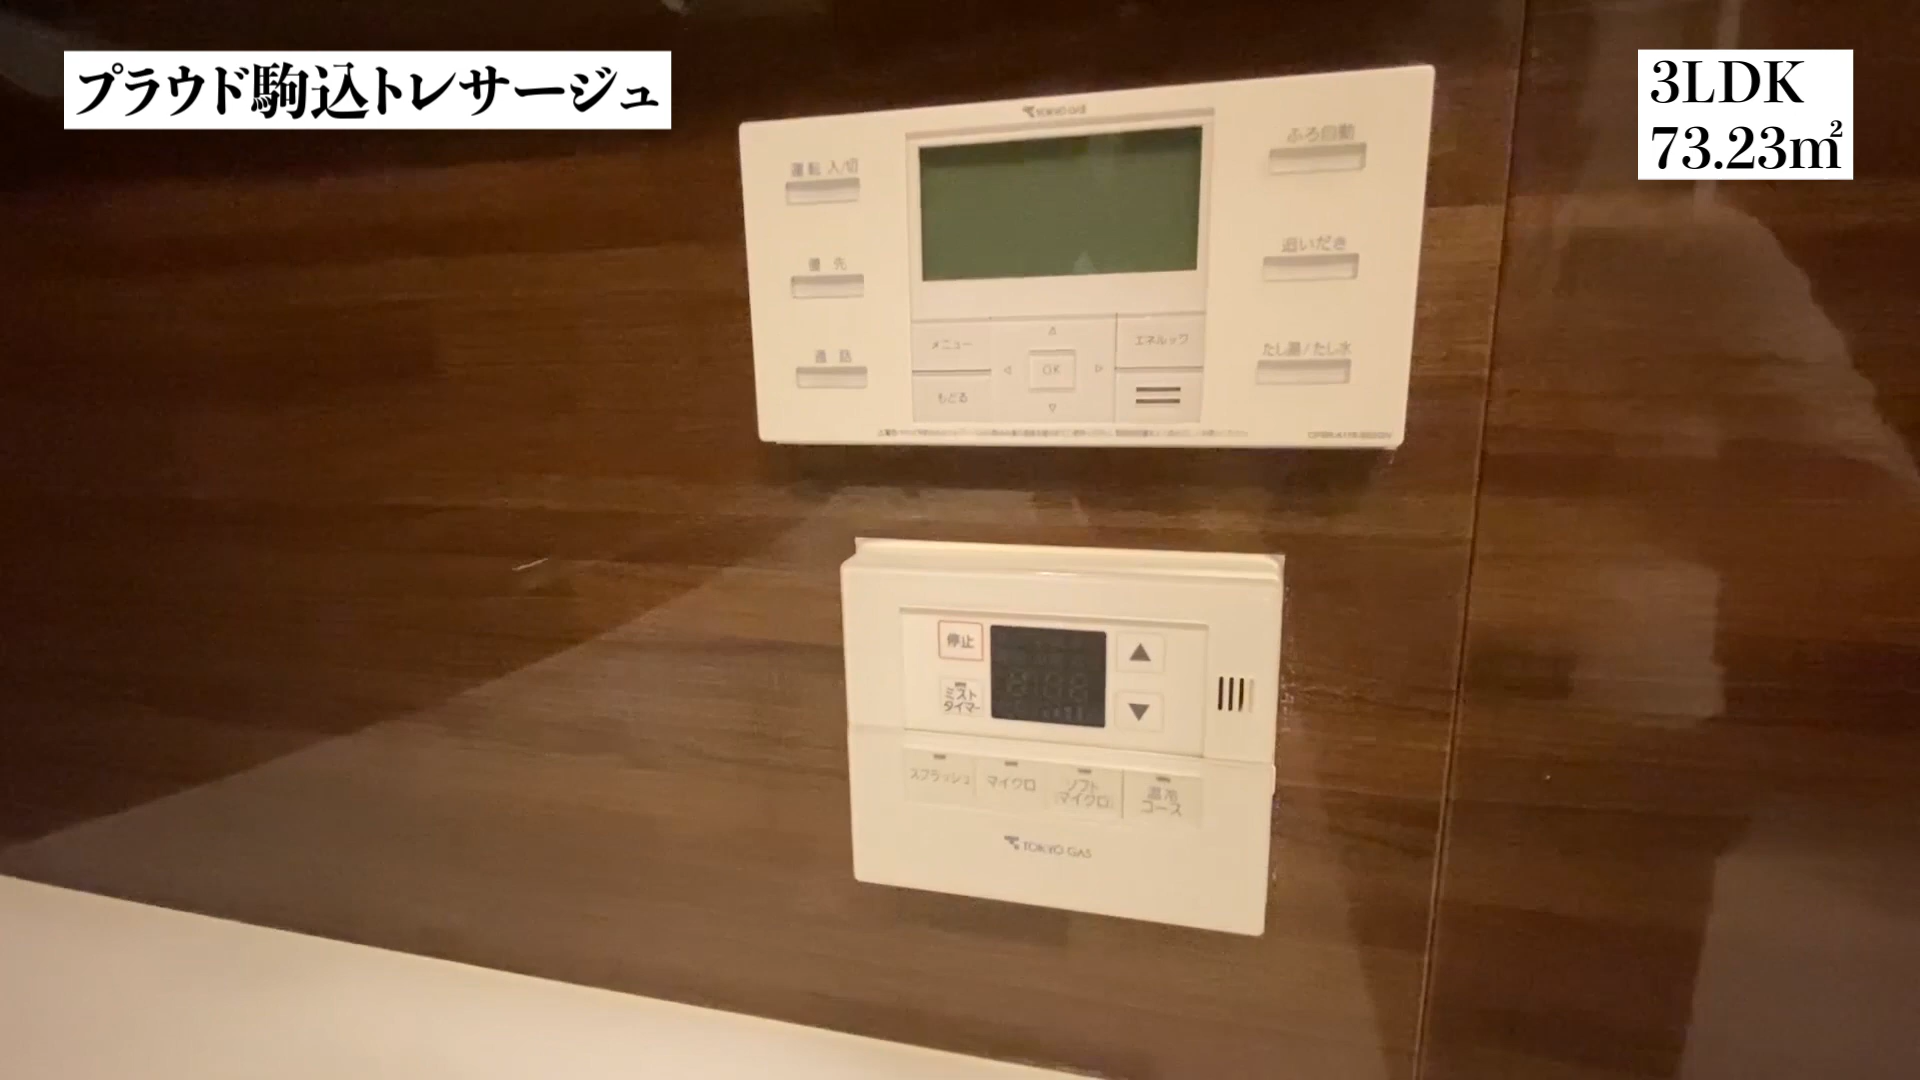 プラウド駒込トレサージュ
3LDK
73.23㎡
TOKYO GAS
運転 入/切
ふろ自動
優先
追いだき
通話
たし湯/たし水
メニュー
エネルック
OK
もどる
停止
ミスト
タイマー
スプラッシュ
マイクロ
ソフト
マイクロ
温冷
コース
TOKYO GAS